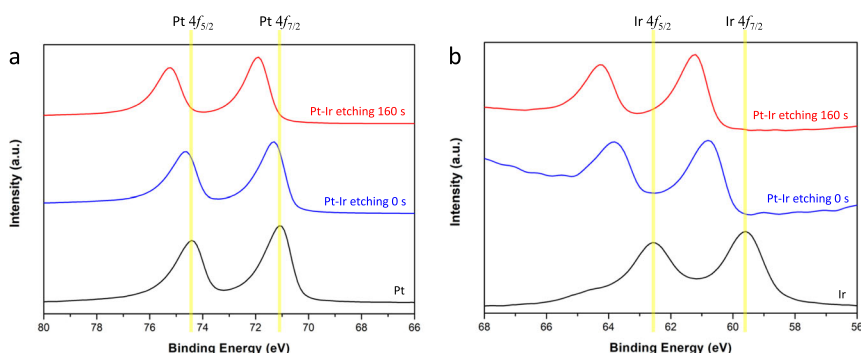 Pt 4f5/2 Pt 4f7/2
a
Pt-Ir etching 160 s
Pt-Ir etching 0 s
Pt
Intensity (a.u.)
80 78 76 74 72 70 68 66
Binding Energy (eV)
Ir 4f5/2 Ir 4f7/2
b
Pt-Ir etching 160 s
Pt-Ir etching 0 s
Ir
Intensity (a.u.)
68 66 64 62 60 58 56
Binding Energy (eV)